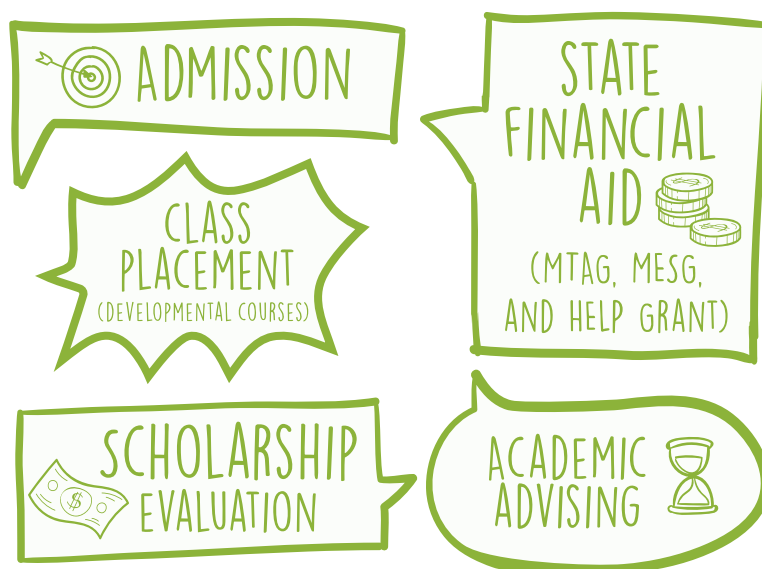 ADMISSION
STATE
FINANCIAL
AID
(MTAG, MESG,
AND HELP GRANT)
CLASS
PLACEMENT
(DEVELOPMENTAL COURSES)
SCHOLARSHIP
$ EVALUATION
ACADEMIC
ADVISING